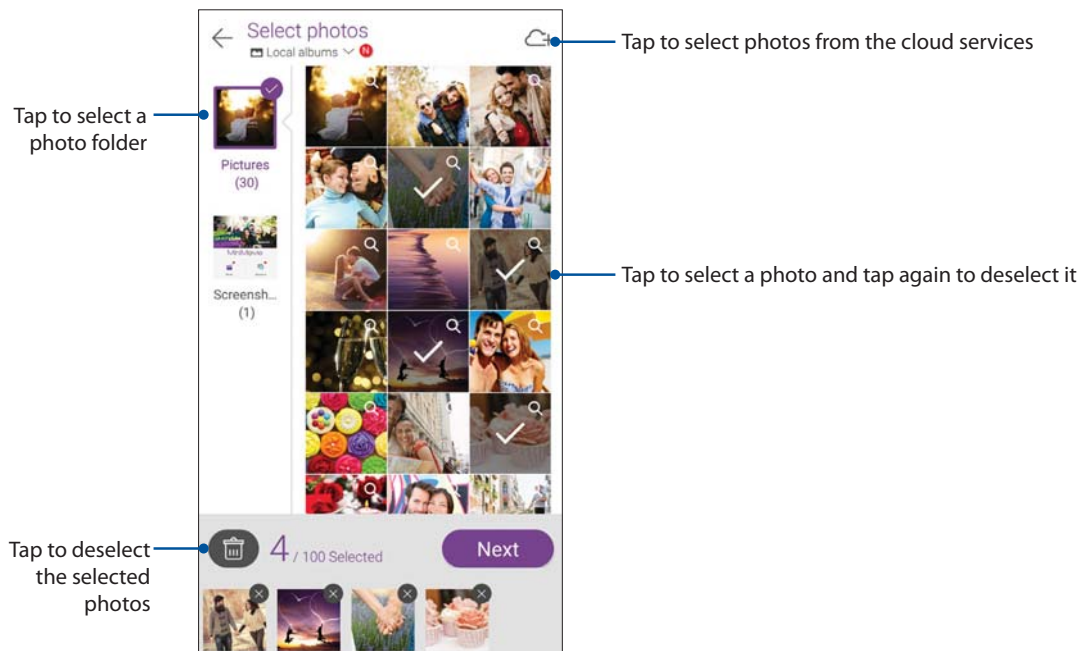 Select photos
Local albums N
Tap to select photos from the cloud services
Tap to select a
photo folder
Pictures
(30)
MiniMovie
Screensh...
(1)
Tap to select a photo and tap again to deselect it
Tap to deselect
the selected
photos
4 / 100 Selected
Next